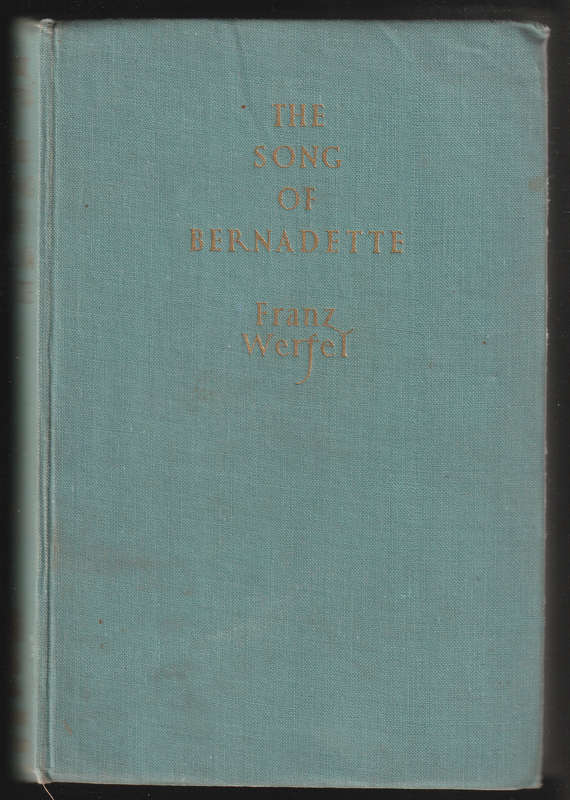 THE
SONG
OF
BERNADETTE
Franz
Werfel